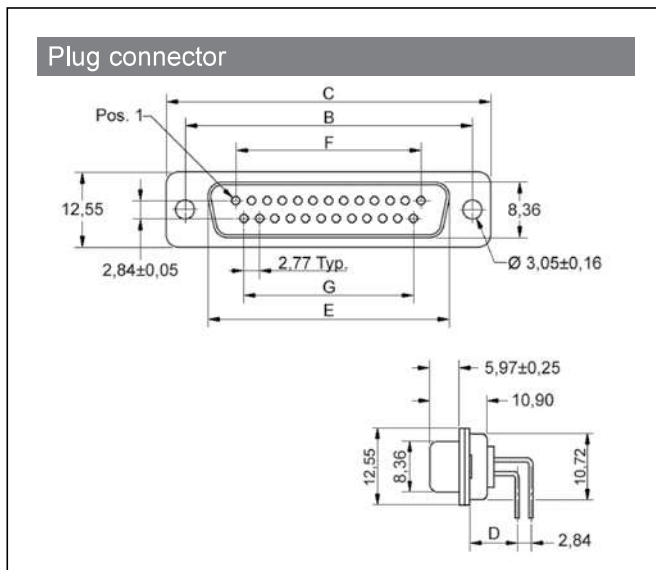 Plug connector
C
Pos. 1
B
F
12,55
8,36
2,84±0,05
2,77 Typ.
Ø 3,05±0,16
G
E
5,97±0,25
10,90
12,55
8,36
10,72
D
2,84